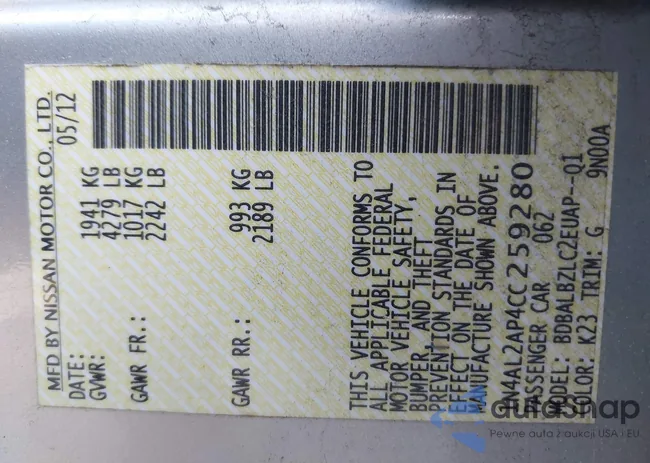 MFD BY NISSAN MOTOR CO., LTD.
DATE: 05/12
GVWR: 1941 KG
4279 LB
GAWR FR.: 1017 KG
2242 LB
GAWR RR.: 993 KG
2189 LB
THIS VEHICLE CONFORMS TO
ALL APPLICABLE FEDERAL
MOTOR VEHICLE SAFETY,
BUMPER, AND THEFT
PREVENTION STANDARDS IN
EFFECT ON THE DATE OF
MANUFACTURE SHOWN ABOVE.
1N4AL2AP4CC259280
PASSENGER CAR 062
MODEL: BDBALBZLC2EUAP--Q1
COLOR: K23 TRIM: G 9N00A
autoSnap
Pewne auta z aukcji USA i EU